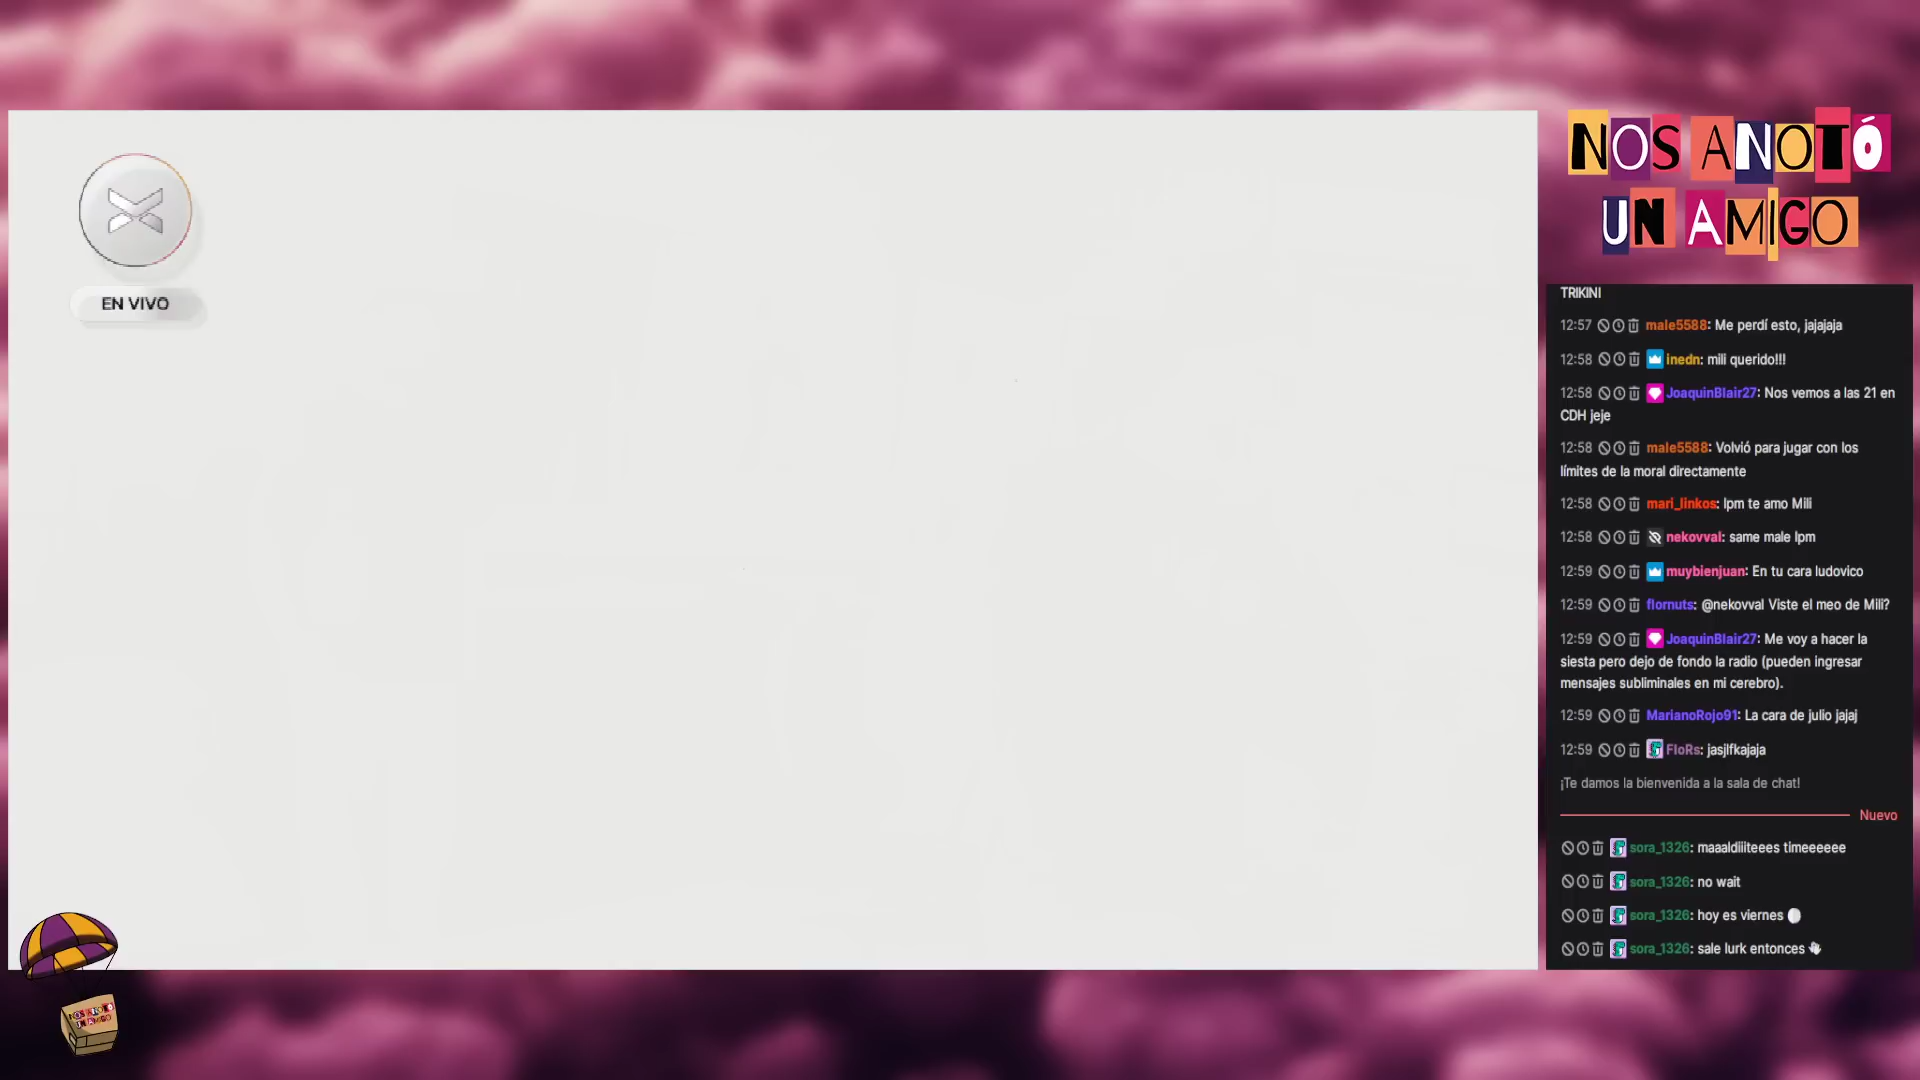 EN VIVO
NOS ANOTÓ
UN AMIGO
TRIKINI
12:57 male5588: Me perdí esto, jajajaja
12:58 inedn: mili querido!!!
12:58 JoaquinBlair27: Nos vemos a las 21 en
CDH jeje
12:58 male5588: Volvió para jugar con los
límites de la moral directamente
12:58 mari_linkos: lpm te amo Mili
12:58 nekovval: same male lpm
12:59 muybienjuan: En tu cara ludovico
12:59 flornuts: @nekovval Viste el meo de Mili?
12:59 JoaquinBlair27: Me voy a hacer la
siesta pero dejo de fondo la radio (pueden ingresar
mensajes subliminales en mi cerebro).
12:59 MarianoRojo91: La cara de julio jajaj
12:59 FloRs: jasjlfkajaja
¡Te damos la bienvenida a la sala de chat!
Nuevo
sora_1326: maaaldiiiteees timeeeeee
sora_1326: no wait
sora_1326: hoy es viernes
sora_1326: sale lurk entonces
NOS ANOTÓ
UN AMIGO